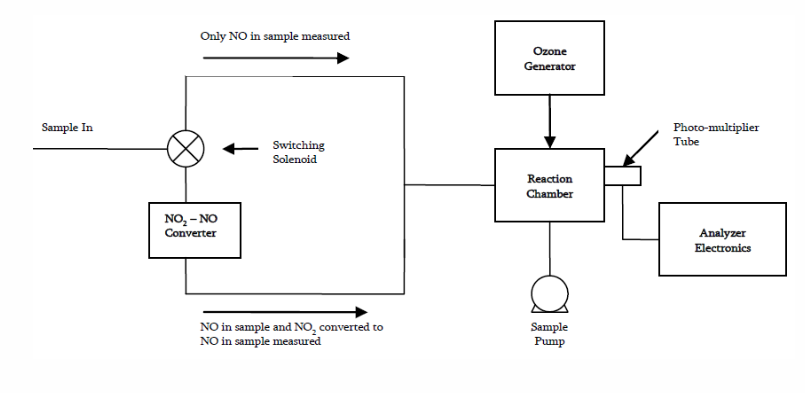 Only NO in sample measured
Ozone
Generator
Sample In
Switching
Solenoid
Photo-multiplier
Tube
Reaction
Chamber
NO₂ – NO
Converter
Analyzer
Electronics
NO in sample and NO₂ converted to
NO in sample measured
Sample
Pump